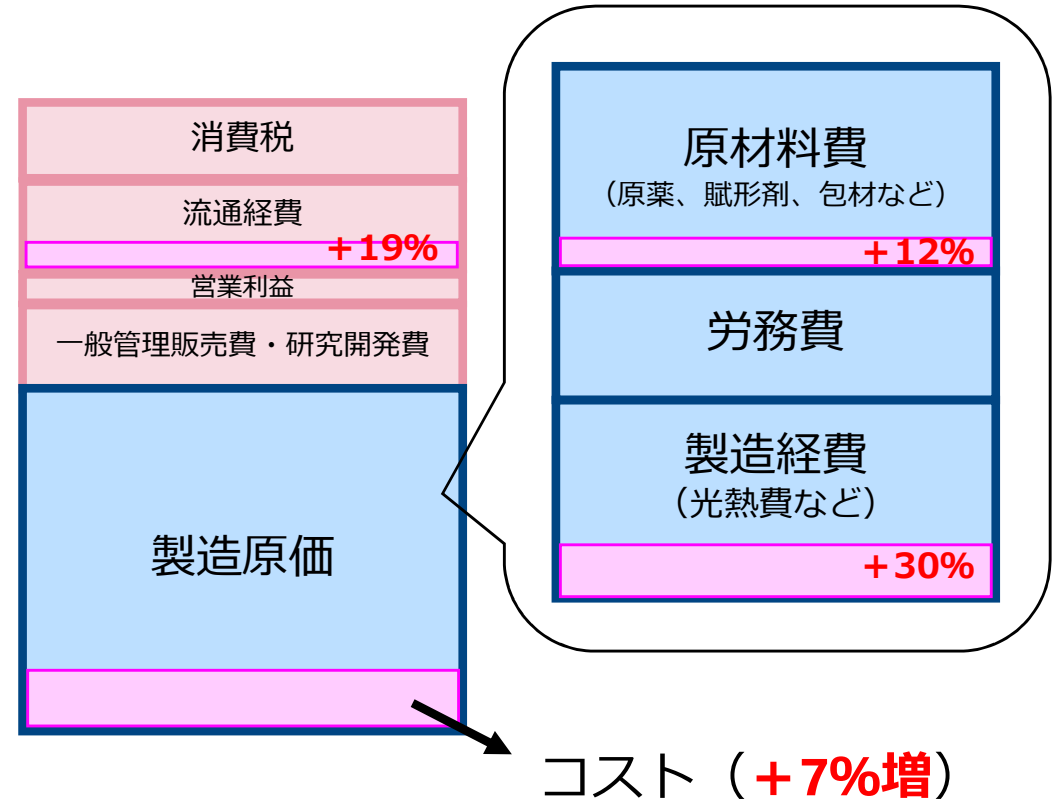 消費税
流通経費
+19%
営業利益
一般管理販売費・研究開発費
製造原価
原材料費
（原薬、賦形剤、包材など）
+12%
労務費
製造経費
（光熱費など）
+30%
コスト（+7%増）